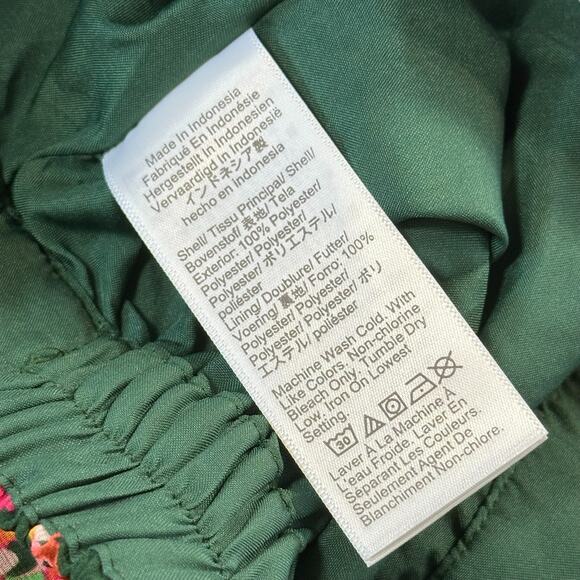 Made In Indonesia
Fabriqué En Indonésie
Hergestellt In Indonesien
Vervaardigd In Indonesia
インドネシア製
hecho en indonesia
Shell/ Tissu Principal/ Shell/
Bovenstof/ 表地/ Tela
Exterior: 100% Polyester/
Polyester/ Polyester/
Polyester/ ポリエステル/
poliéster
Lining/ Doublure/ Futter/
Voering/ 裏地/ Forro: 100%
Polyester/ Polyester/
Polyester/ Polyester/ ポリ
エステル/ poliéster
Machine Wash Cold. With
Like Colors. Non-chlorine
Bleach Only. Tumble Dry
Low. Iron On Lowest
Setting.
30
Laver À La Machine À
L'eau Froide. Laver En
Séparant Les Couleurs.
Seulement Agent De
Blanchiment Non-chlore.